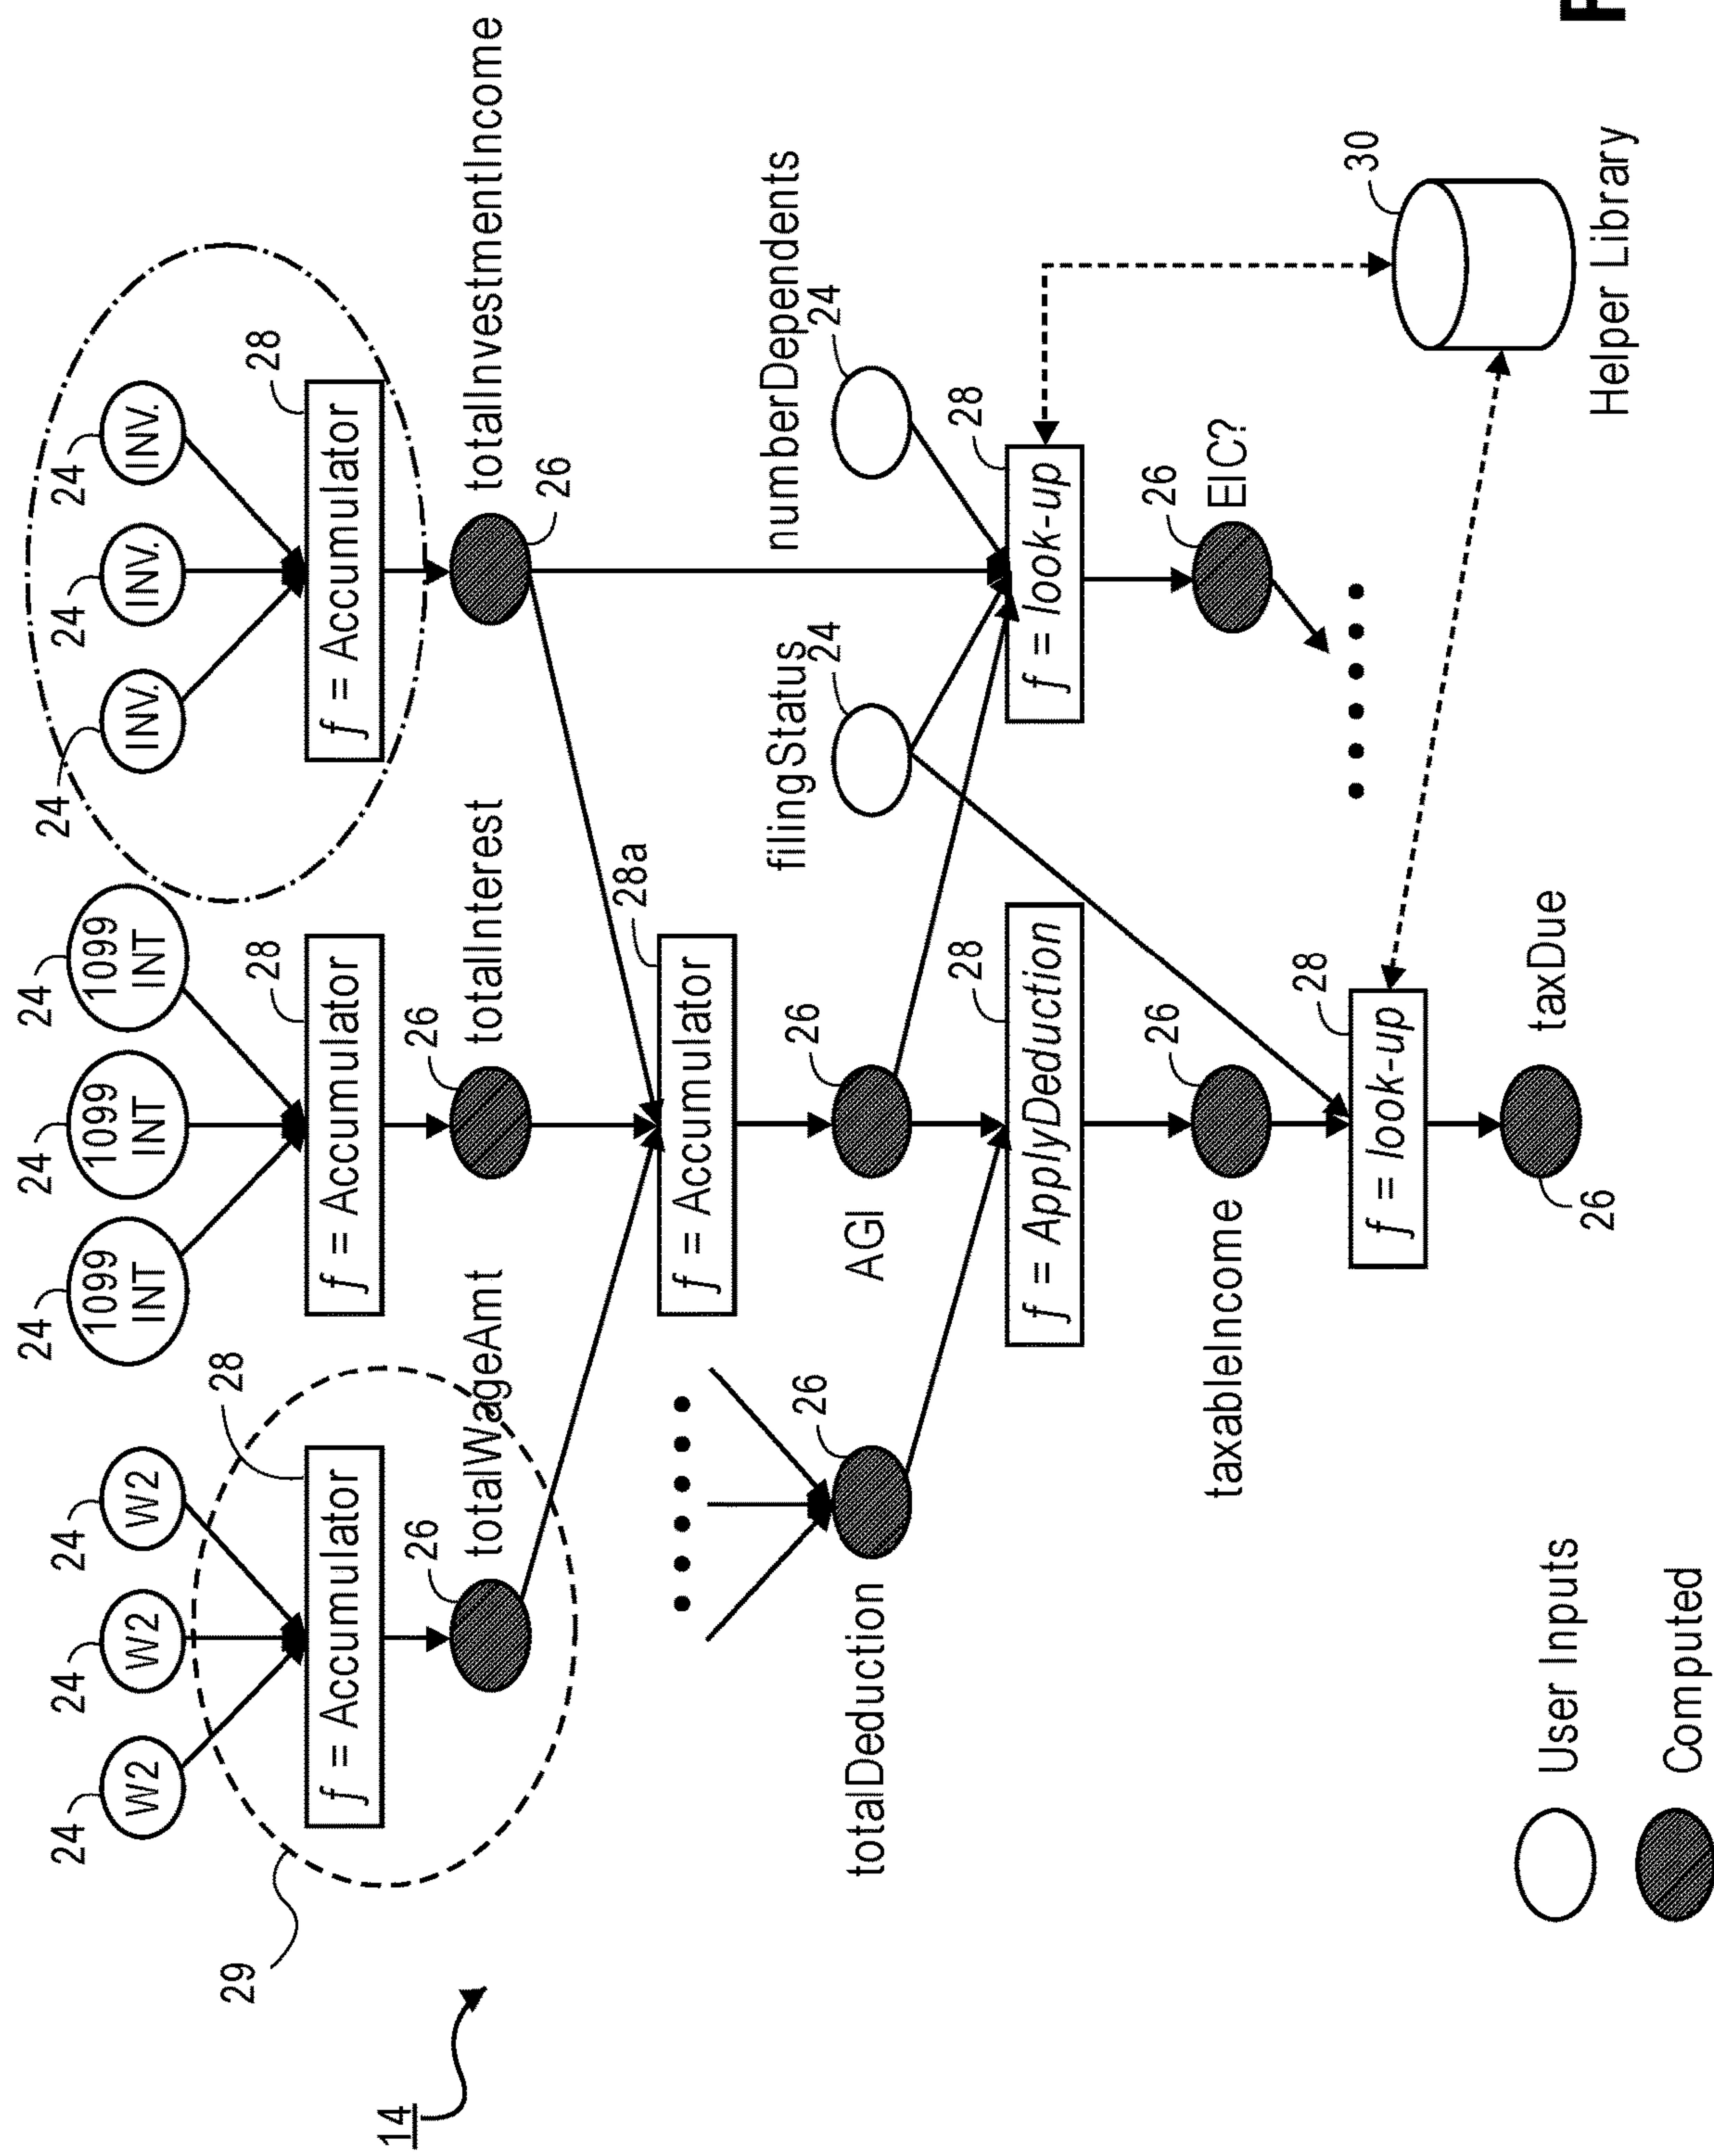 24
24
24
24
24
24
24
24
24
1099
INT
1099
INT
1099
INT
W2
W2
W2
INV.
INV.
INV.
29
28
28
28
f = Accumulator
f = Accumulator
f = Accumulator
14
26
26
totalWageAmt
totalInterest
totalInvestmentIncome
26
28a
f = Accumulator
filingStatus
numberDependents
26
26
24
24
totalDeduction
AGI
28
28
f = ApplyDeduction
f = look-up
26
26
taxableIncome
EIC?
28
30
f = look-up
taxDue
26
Helper Library
User Inputs
Computed